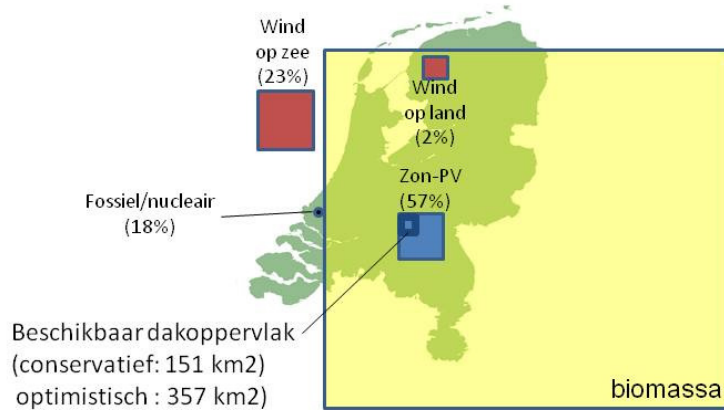 Wind
op zee
(23%)
Wind
op land
(2%)
Zon-PV
(57%)
Fossiel/nucleair
(18%)
Beschikbaar dakoppervlak
(conservatief: 151 km2)
optimistisch : 357 km2)
biomassa